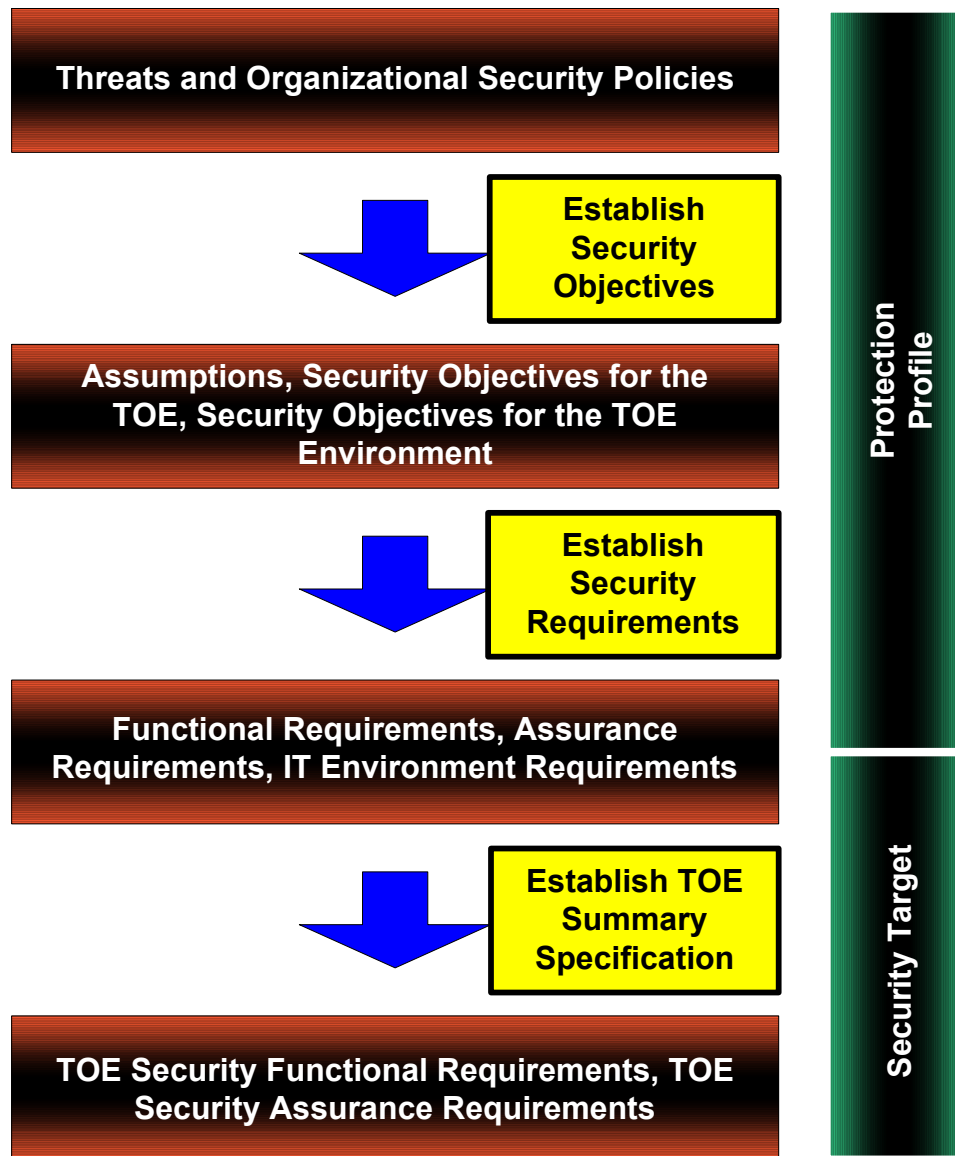 Threats and Organizational Security Policies
Establish
Security
Objectives
Assumptions, Security Objectives for the
TOE, Security Objectives for the TOE
Environment
Establish
Security
Requirements
Functional Requirements, Assurance
Requirements, IT Environment Requirements
Establish TOE
Summary
Specification
TOE Security Functional Requirements, TOE
Security Assurance Requirements
Protection
Profile
Security Target